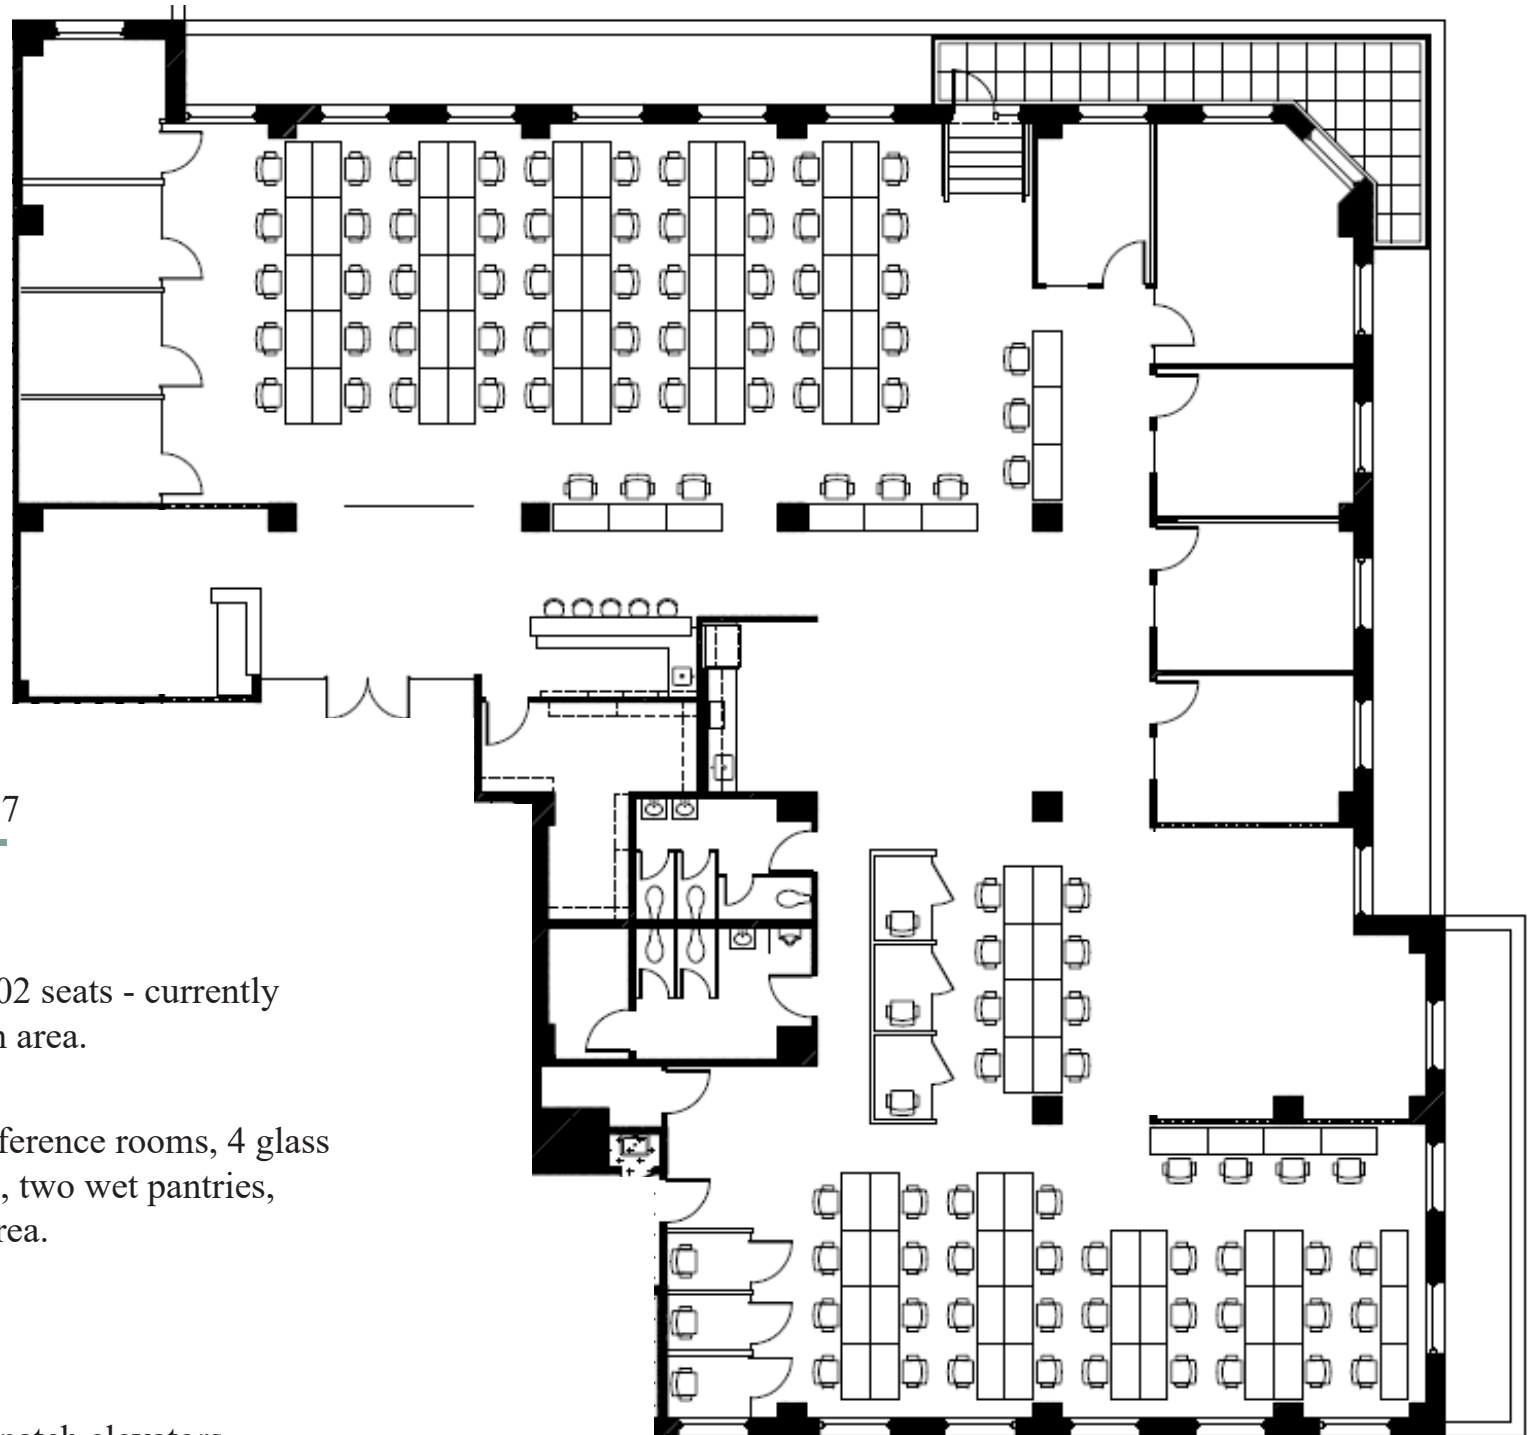 7
02 seats - currently
area.
ference rooms, 4 glass
, two wet pantries,
rea.